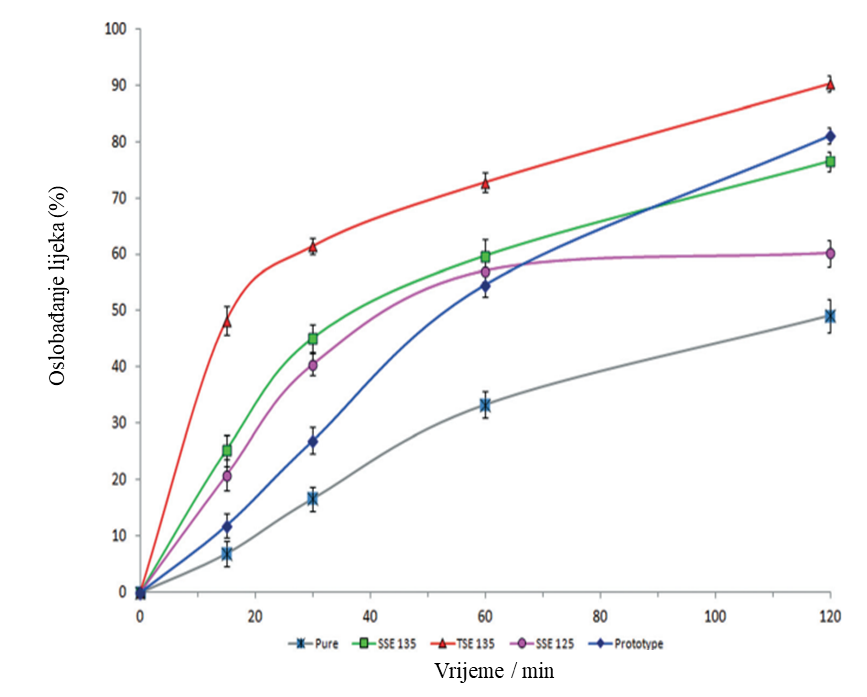 100
90
80
70
60
50
40
30
20
10
0
Oslobađanje lijeka (%)
0 20 40 60 80 100 120
Pure SSE 135 TSE 135 SSE 125 Prototype
Vrijeme / min